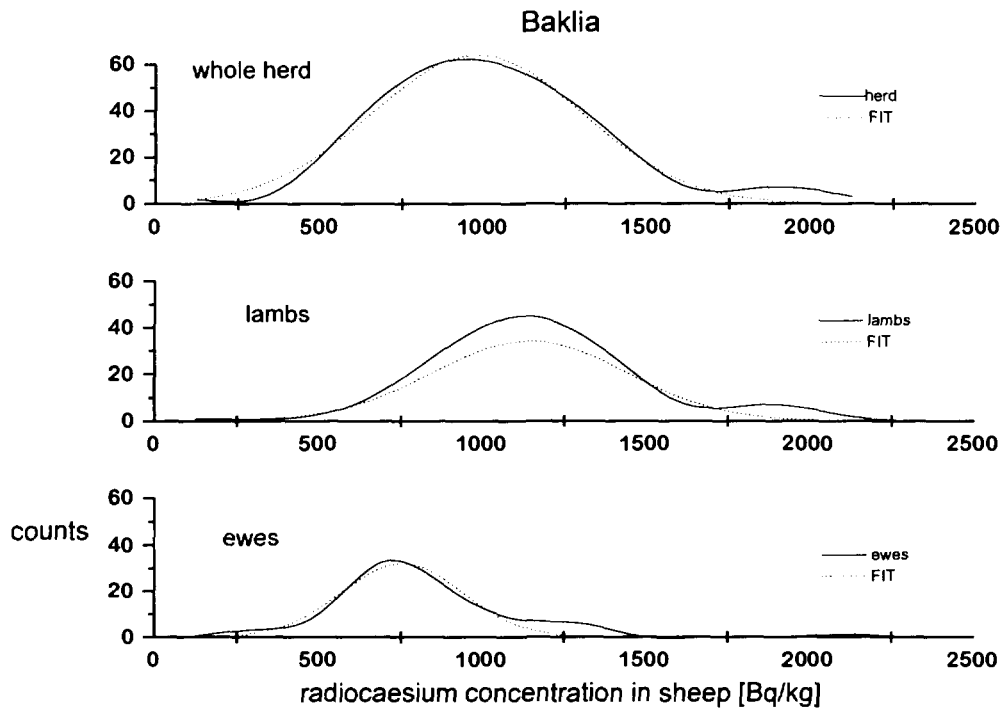 Baklia
60
40
20
0
whole herd
herd
FIT
0 500 1000 1500 2000 2500
60
40
20
0
lambs
lambs
FIT
0 500 1000 1500 2000 2500
60
40
20
0
counts
ewes
ewes
FIT
0 500 1000 1500 2000 2500
radiocaesium concentration in sheep [Bq/kg]